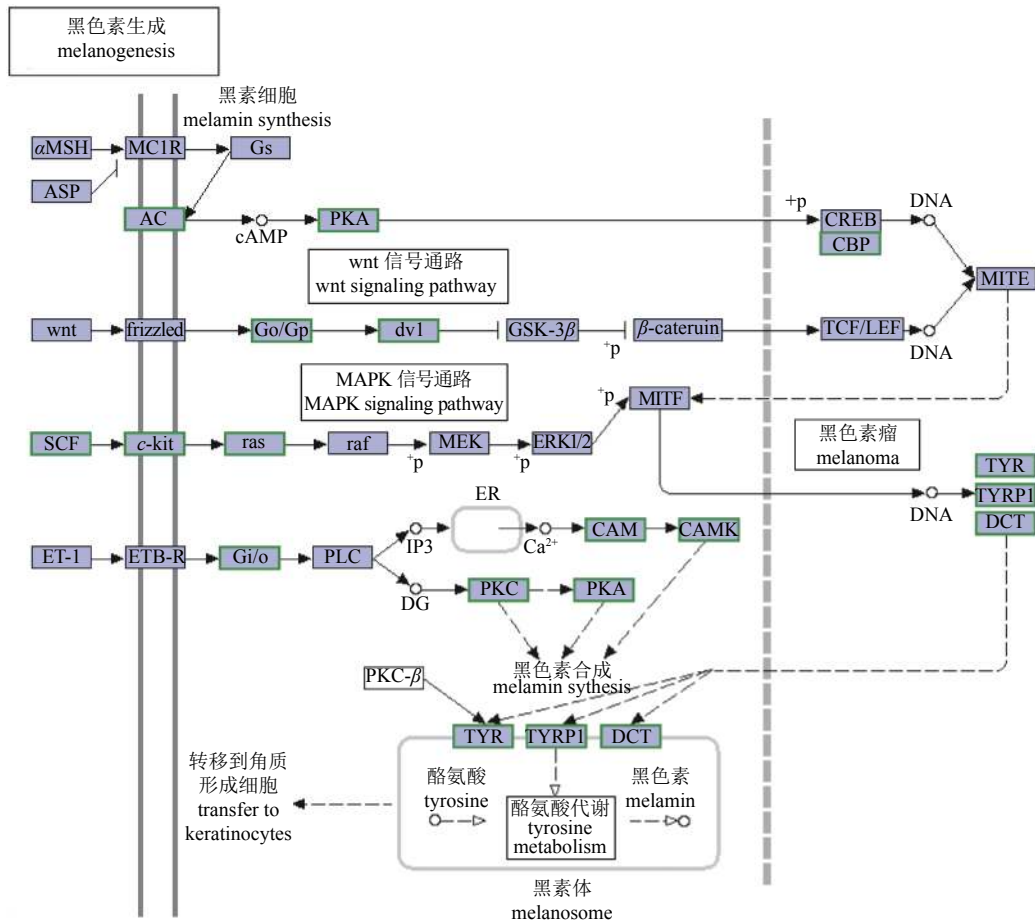 黑色素生成
melanogenesis
黑素细胞
melamin synthesis
αMSH
MC1R
Gs
ASP
AC
cAMP
PKA
+p
CREB
CBP
DNA
MITE
wnt 信号通路
wnt signaling pathway
wnt
frizzled
Go/Gp
dv1
GSK-3β
+p
β-cateruin
TCF/LEF
DNA
MAPK 信号通路
MAPK signaling pathway
SCF
c-kit
ras
raf
+p
MEK
+p
ERK1/2
+p
MITF
黑色素瘤
melanoma
DNA
TYR
TYRP1
DCT
ET-1
ETB-R
Gi/o
PLC
IP3
ER
Ca²⁺
CAM
CAMK
DG
PKC
PKA
黑色素合成
melamin sythesis
PKC-β
TYR
TYRP1
DCT
转移到角质
形成细胞
transfer to
keratinocytes
酪氨酸
tyrosine
酪氨酸代谢
tyrosine
metabolism
黑色素
melamin
黑素体
melanosome